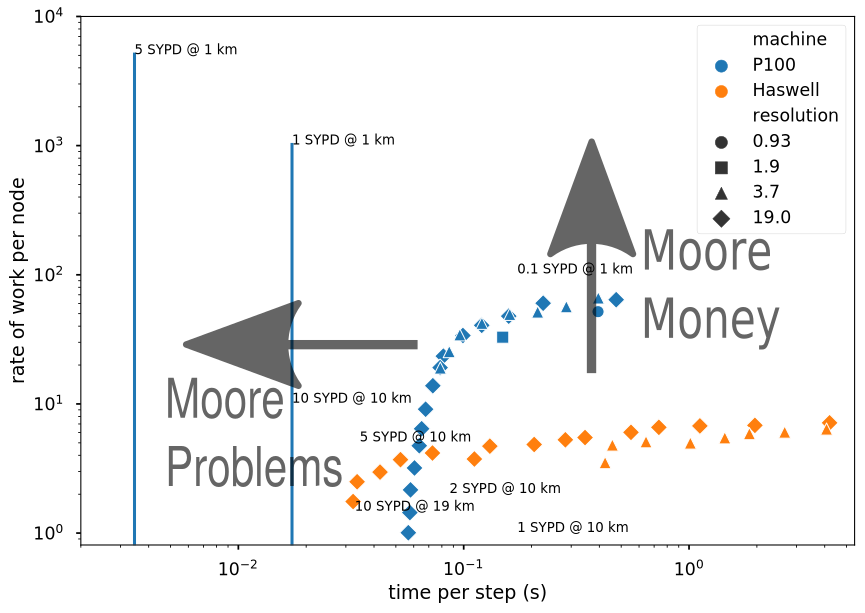 10⁴
10³
10²
10¹
10⁰
rate of work per node
5 SYPD @ 1 km
1 SYPD @ 1 km
0.1 SYPD @ 1 km
10 SYPD @ 10 km
5 SYPD @ 10 km
2 SYPD @ 10 km
10 SYPD @ 19 km
1 SYPD @ 10 km
Moore
Money
Moore
Problems
machine
P100
Haswell
resolution
0.93
1.9
3.7
19.0
10⁻²
10⁻¹
10⁰
time per step (s)